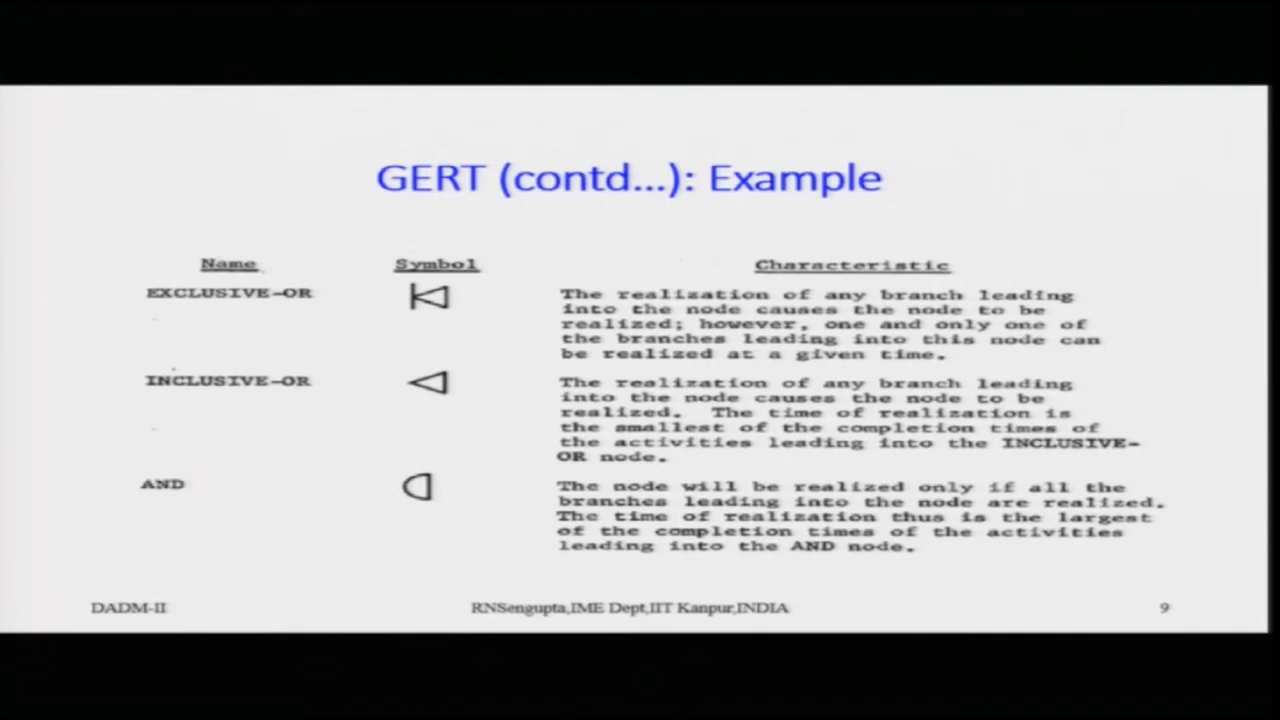 GERT (contd...): Example
Name Symbol Characteristic
EXCLUSIVE-OR
The realization of any branch leading
into the node causes the node to be
realized; however, one and only one of
the branches leading into this node can
be realized at a given time.
INCLUSIVE-OR
The realization of any branch leading
into the node causes the node to be
realized. The time of realization is
the smallest of the completion times of
the activities leading into the INCLUSIVE-
OR node.
AND
The node will be realized only if all the
branches leading into the node are realized.
The time of realization thus is the largest
of the completion times of the activities
leading into the AND node.
DADM-II RNSengupta,IME Dept,IIT Kanpur,INDIA 9